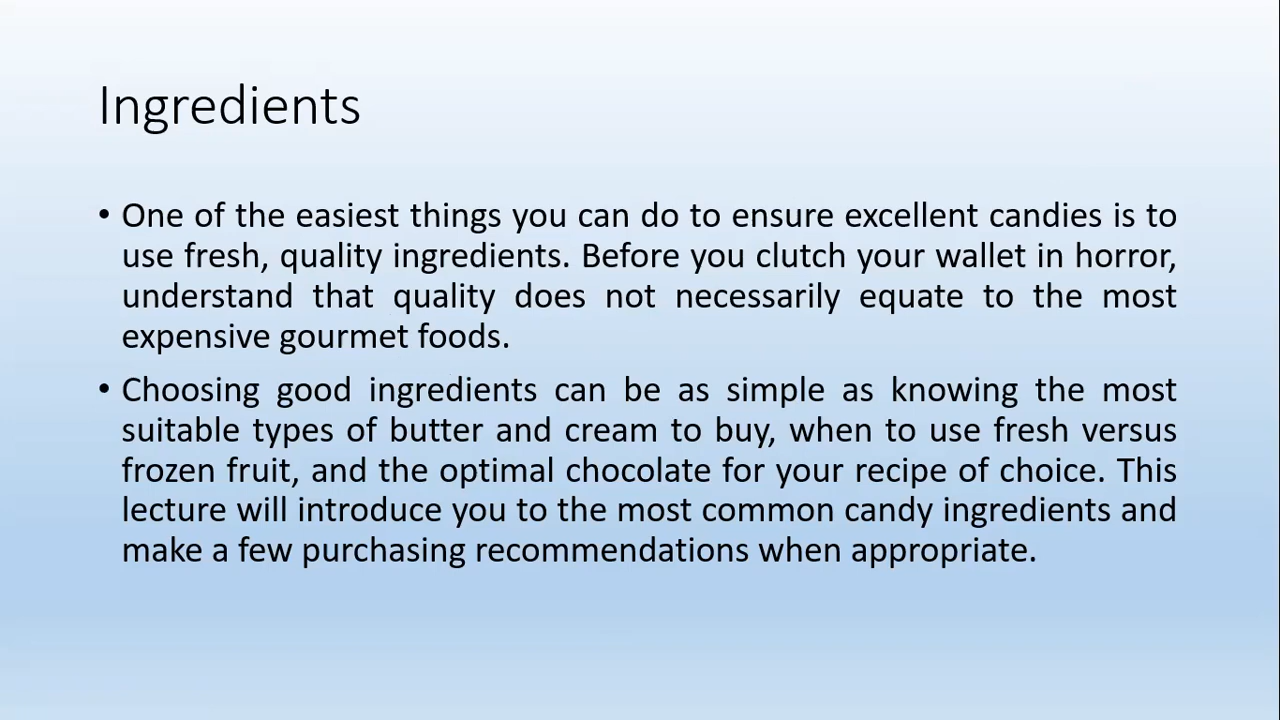 Ingredients
• One of the easiest things you can do to ensure excellent candies is to
use fresh, quality ingredients. Before you clutch your wallet in horror,
understand that quality does not necessarily equate to the most
expensive gourmet foods.
• Choosing good ingredients can be as simple as knowing the most
suitable types of butter and cream to buy, when to use fresh versus
frozen fruit, and the optimal chocolate for your recipe of choice. This
lecture will introduce you to the most common candy ingredients and
make a few purchasing recommendations when appropriate.